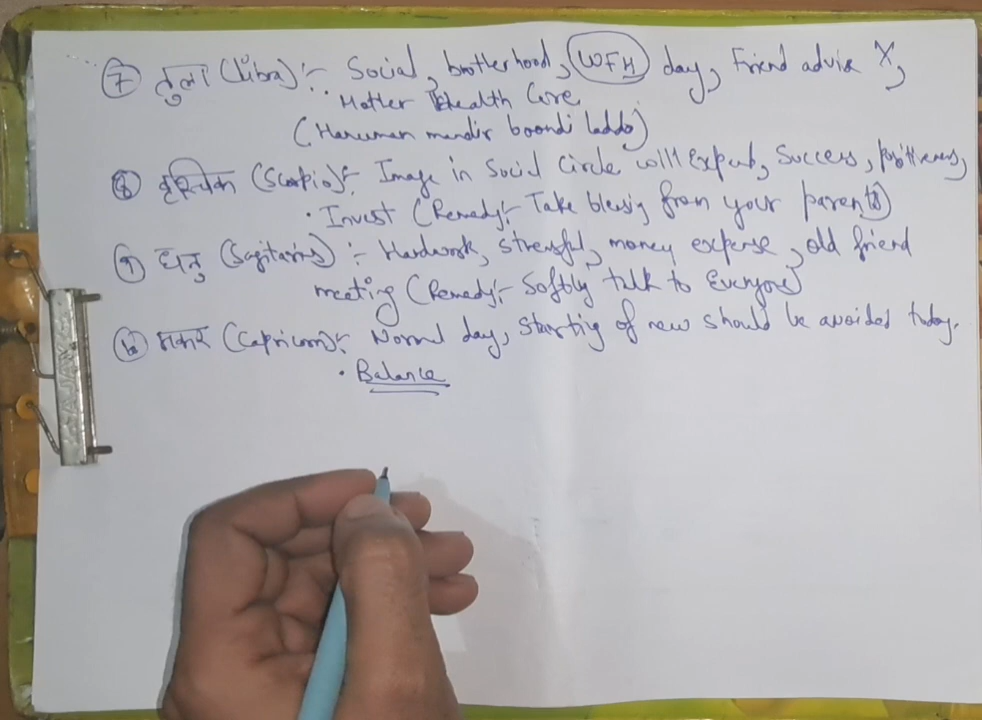 ⑦ तुला (Libra) :- Social, brotherhood, WFH day, Friend advise X,
· Mother Health Care
(Hanuman mandir boondi laddo)
⑧ वृश्चिक (Scorpio) :- Image in Social Circle will Expand, Success, positiveness,
· Invest (Remedy :- Take blessing from your parents)
⑨ धनु (Sagitarius) :- Hardwork, stressful, money expense, old friend
meeting (Remedy :- Softly talk to Everyone)
⑩ मकर (Capricorn) :- Normal day, Starting of new should be avoided today.
· Balance
BAJAJ